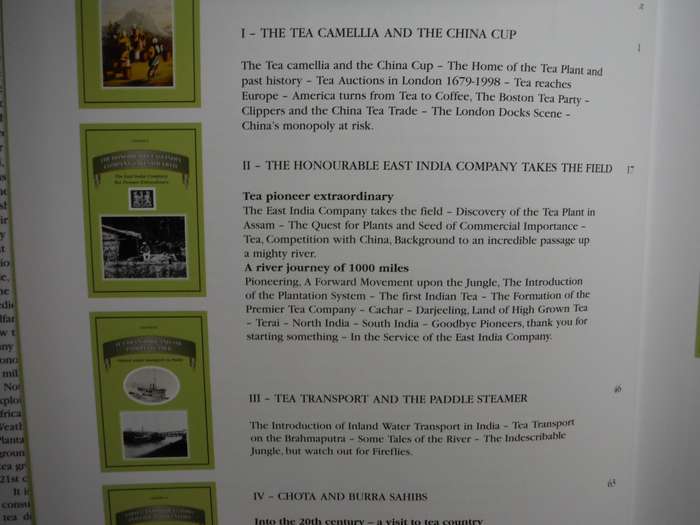 2
I – THE TEA CAMELLIA AND THE CHINA CUP
1
The Tea camellia and the China Cup – The Home of the Tea Plant and
past history – Tea Auctions in London 1679-1998 – Tea reaches
Europe – America turns from Tea to Coffee, The Boston Tea Party –
Clippers and the China Tea Trade – The London Docks Scene –
China's monopoly at risk.
II – THE HONOURABLE EAST INDIA COMPANY TAKES THE FIELD 17
Tea pioneer extraordinary
The East India Company takes the field – Discovery of the Tea Plant in
Assam – The Quest for Plants and Seed of Commercial Importance –
Tea, Competition with China, Background to an incredible passage up
a mighty river.
A river journey of 1000 miles
Pioneering, A Forward Movement upon the Jungle, The Introduction
of the Plantation System – The first Indian Tea – The Formation of the
Premier Tea Company – Cachar – Darjeeling, Land of High Grown Tea
– Terai – North India – South India – Goodbye Pioneers, thank you for
starting something – In the Service of the East India Company.
III – TEA TRANSPORT AND THE PADDLE STEAMER 46
The Introduction of Inland Water Transport in India – Tea Transport
on the Brahmaputra – Some Tales of the River – The Indescribable
Jungle, but watch out for Fireflies.
IV – CHOTA AND BURRA SAHIBS 63
Into the 20th century – a visit to tea country